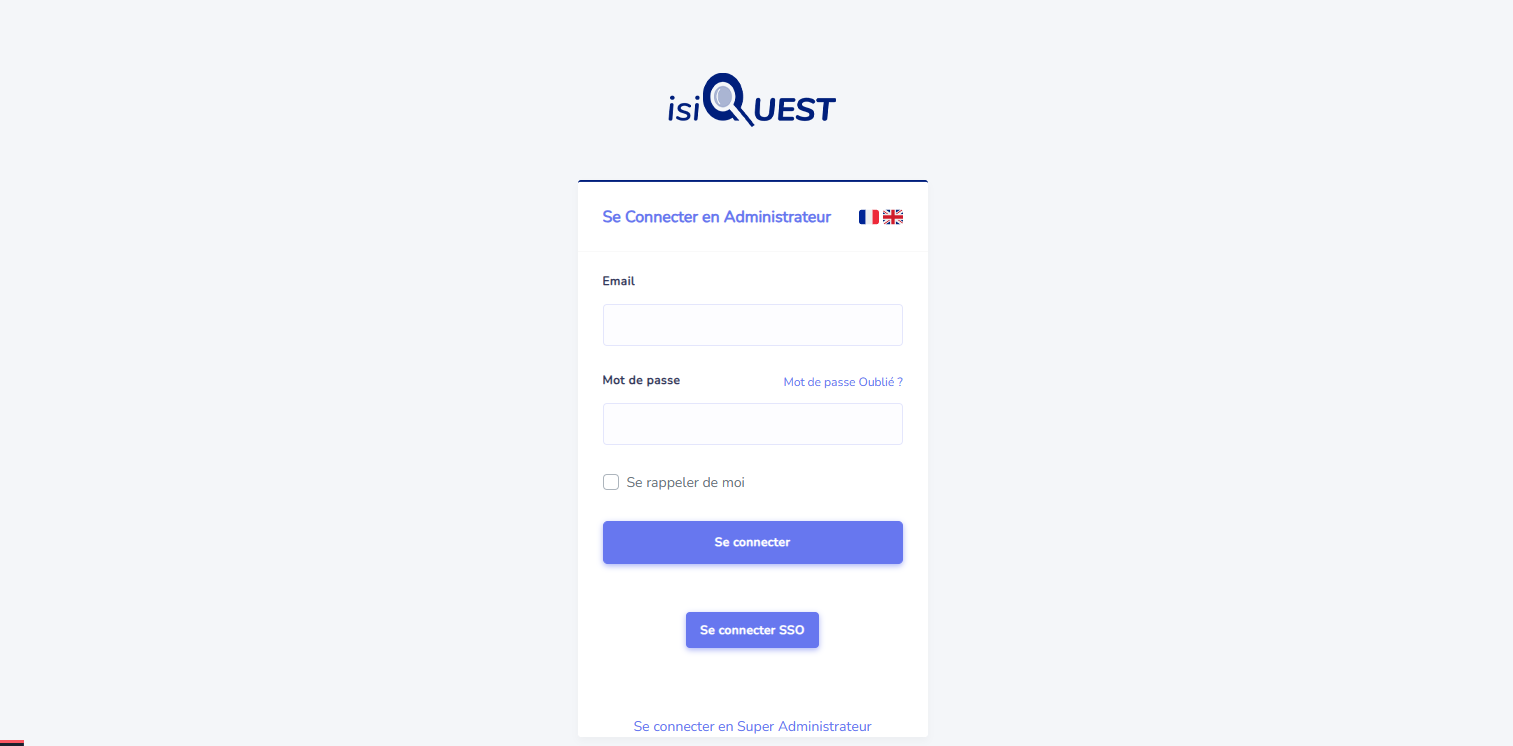 isiQUEST
Se Connecter en Administrateur
Email
Mot de passe
Mot de passe Oublié ?
Se rappeler de moi
Se connecter
Se connecter SSO
Se connecter en Super Administrateur